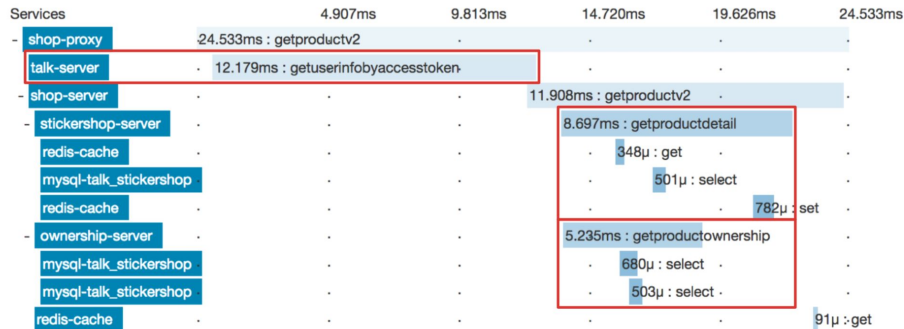 Services 4.907ms 9.813ms 14.720ms 19.626ms 24.533ms
- shop-proxy 24.533ms : getproductv2
talk-server 12.179ms : getuserinfobyaccesstoken
- shop-server 11.908ms : getproductv2
- stickershop-server 8.697ms : getproductdetail
redis-cache 348μ : get
mysql-talk_stickershop 501μ : select
redis-cache 782μ : set
- ownership-server 5.235ms : getproductownership
mysql-talk_stickershop 680μ : select
mysql-talk_stickershop 503μ : select
redis-cache 91μ : get